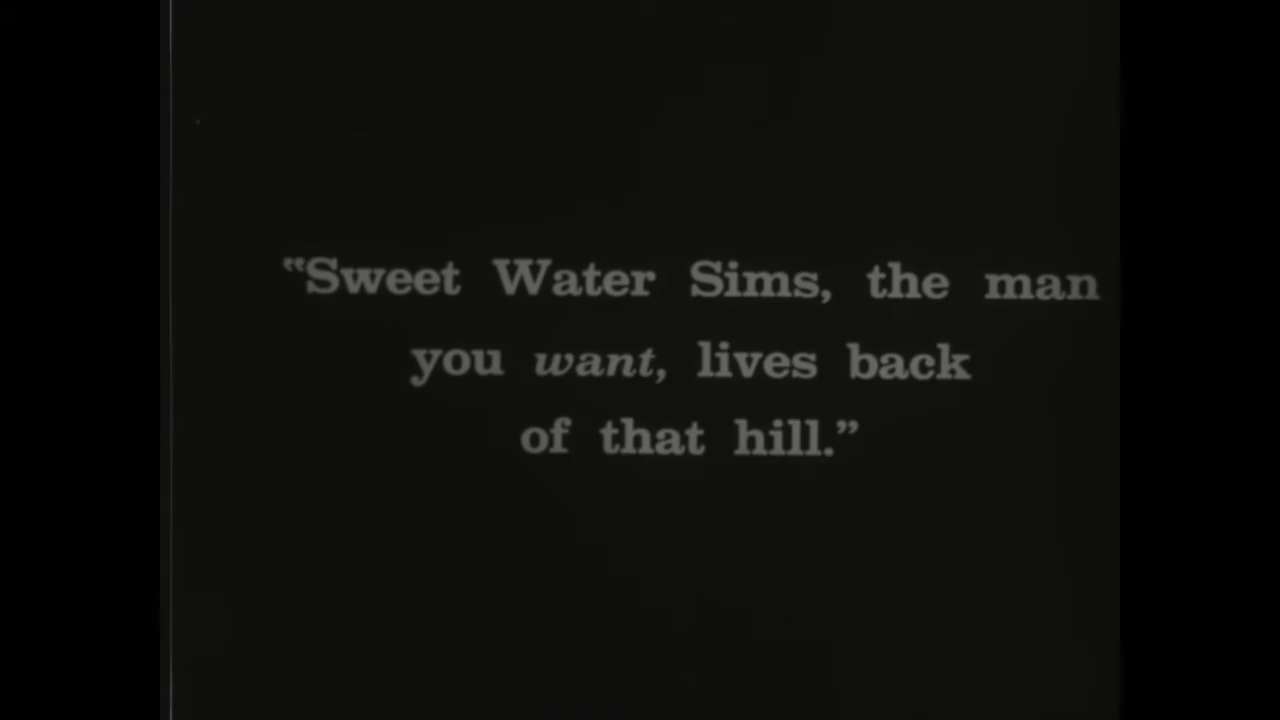 "Sweet Water Sims, the man
you want, lives back
of that hill."